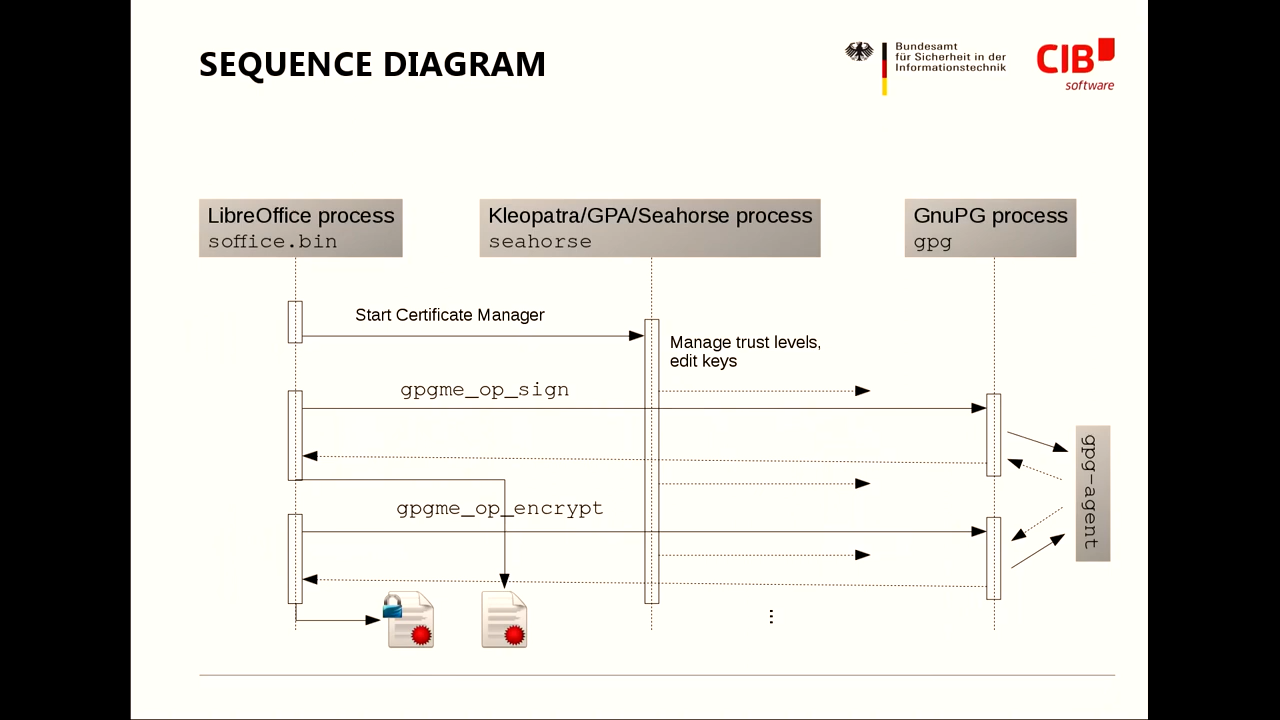 SEQUENCE DIAGRAM
Bundesamt
für Sicherheit in der
Informationstechnik
CIB
software
LibreOffice process
soffice.bin
Kleopatra/GPA/Seahorse process
seahorse
GnuPG process
gpg
Start Certificate Manager
Manage trust levels,
edit keys
gpgme_op_sign
gpg-agent
gpgme_op_encrypt